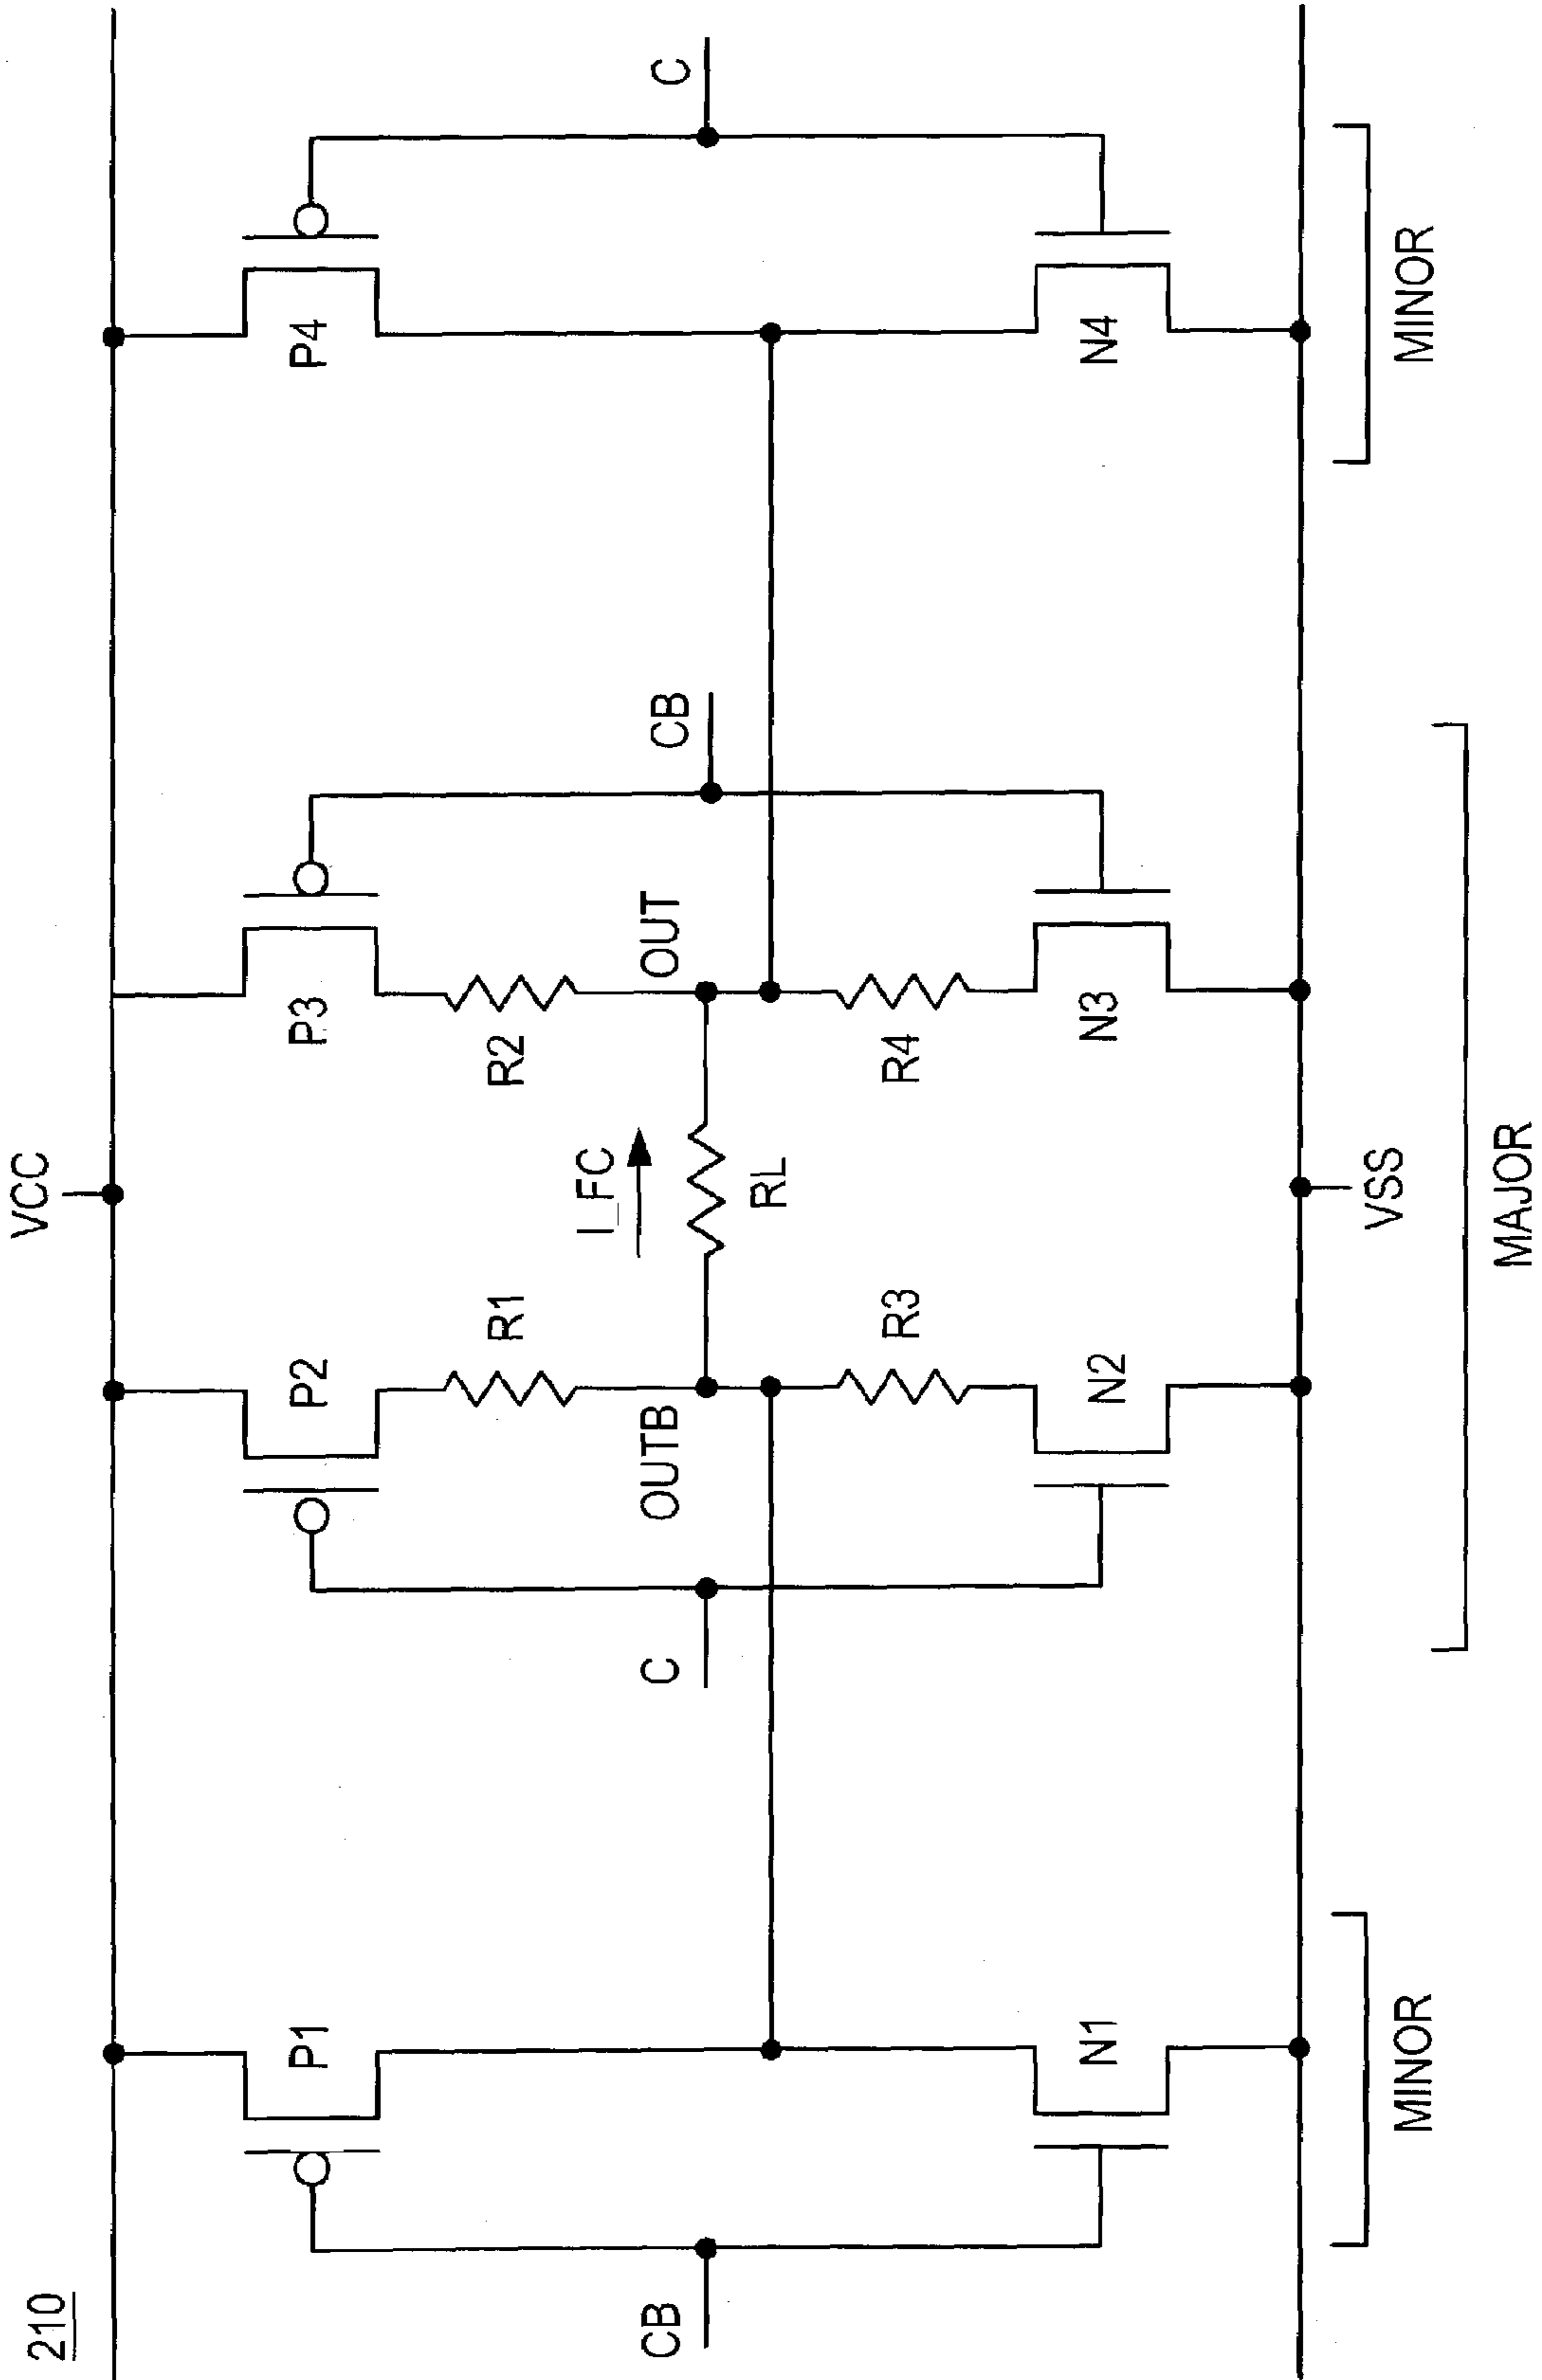 210
VCC
P1
P2
P3
P4
R1
R2
I_FC
CB
C
OUTB
OUT
CB
C
RL
R3
R4
N1
N2
N3
N4
VSS
MINOR
MINOR
MAJOR